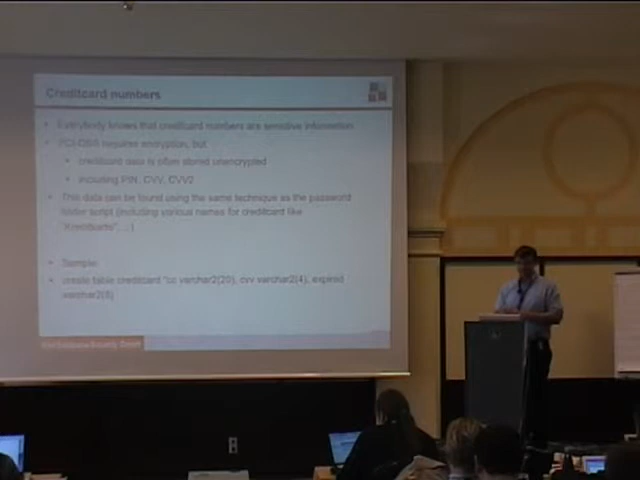 Creditcard numbers
Everybody knows that creditcard numbers are sensitive information
PCI-DSS requires encryption, but
creditcard data is often stored unencrypted
including PIN, CVV, CVV2
This data can be found using the same technique as the password
finder script (including various names for creditcard like
"Kreditkarte", ...)
Sample:
create table creditcard "cc varchar2(20), cvv varchar2(4), expired
varchar2(8)